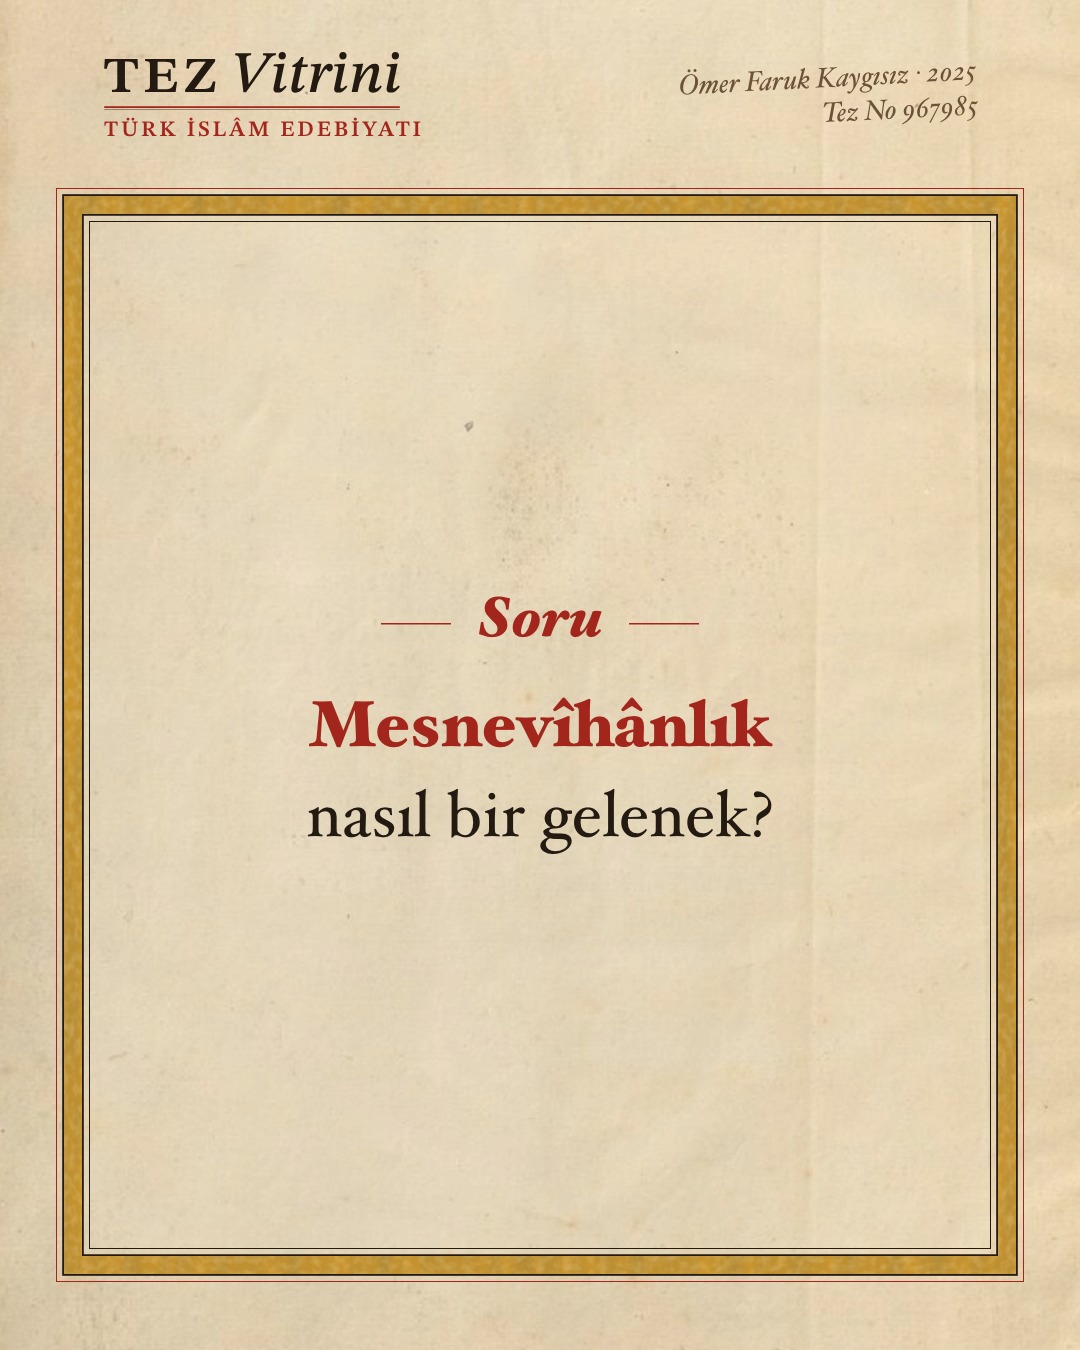 TEZ Vitrini
TÜRK İSLÂM EDEBİYATI
Ömer Faruk Kaygısız · 2025
Tez No 967985
Soru
Mesnevîhânlık
nasıl bir gelenek?